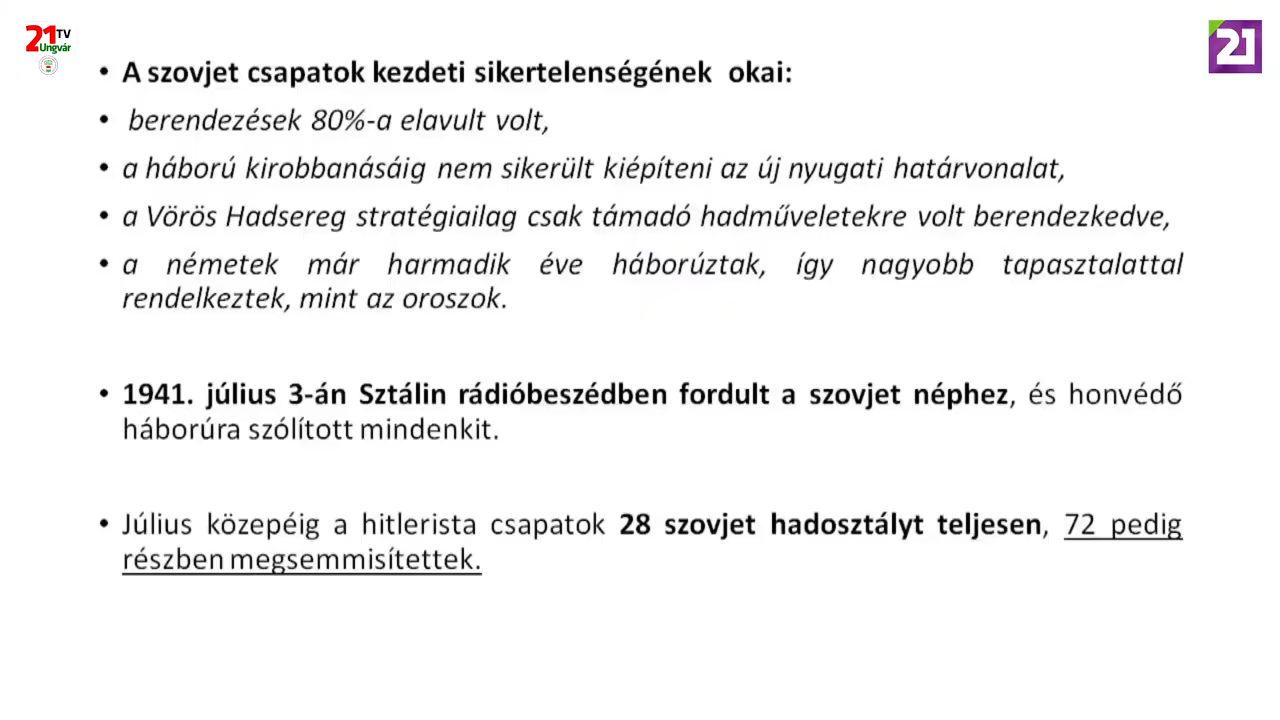 21 TV
Ungvár
21
• A szovjet csapatok kezdeti sikertelenségének okai:
• berendezések 80%-a elavult volt,
• a háború kirobbanásáig nem sikerült kiépíteni az új nyugati határvonalat,
• a Vörös Hadsereg stratégiailag csak támadó hadműveletekre volt berendezkedve,
• a németek már harmadik éve háborúztak, így nagyobb tapasztalattal
rendelkeztek, mint az oroszok.
• 1941. július 3-án Sztálin rádióbeszédben fordult a szovjet néphez, és honvédő
háborúra szólított mindenkit.
• Július közepéig a hitlerista csapatok 28 szovjet hadosztályt teljesen, 72 pedig
részben megsemmisítettek.